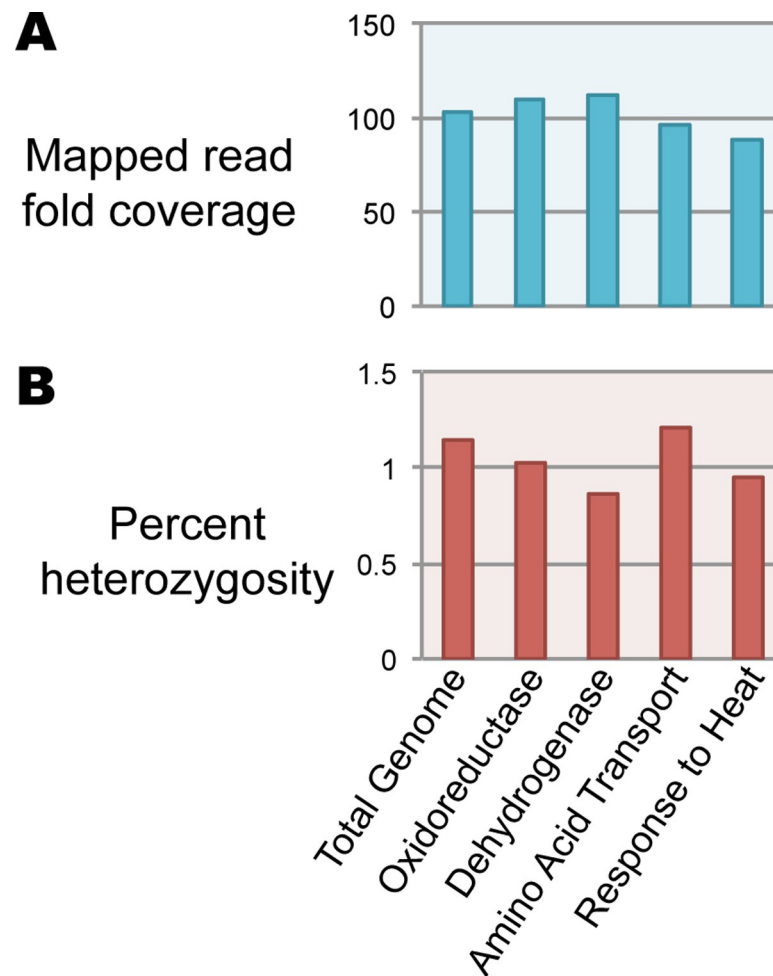 A
Mapped read
fold coverage
150
100
50
0
B
Percent
heterozygosity
1.5
1
0.5
0
Total Genome
Oxidoreductase
Dehydrogenase
Amino Acid Transport
Response to Heat